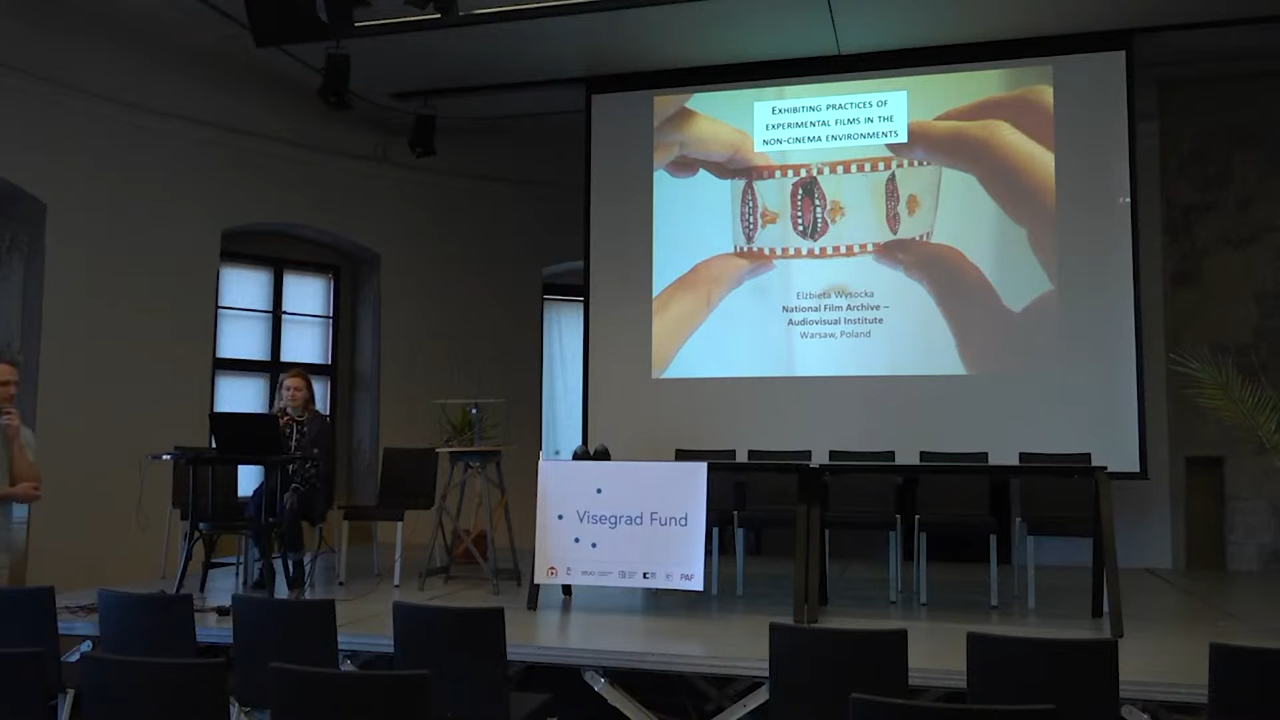 EXHIBITING PRACTICES OF
EXPERIMENTAL FILMS IN THE
NON-CINEMA ENVIRONMENTS
Elżbieta Wysocka
National Film Archive –
Audiovisual Institute
Warsaw, Poland
Visegrad Fund
PAF